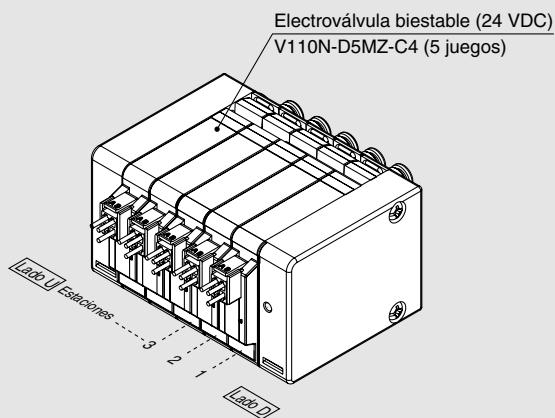 Electroválvula biestable (24 VDC)
V110N-D5MZ-C4 (5 juegos)
Lado U
Estaciones
3
2
1
Lado D